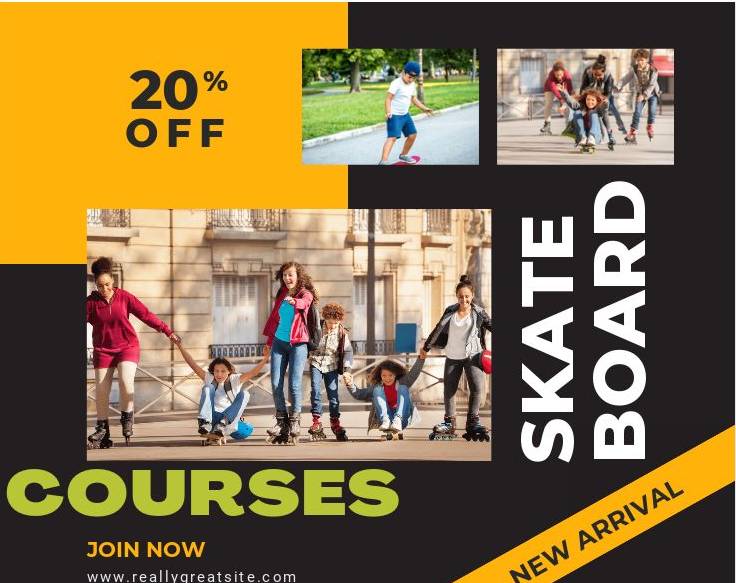 20%
OFF
SKATE
BOARD
COURSES
JOIN NOW
www.reallygreatsite.com
NEW ARRIVAL